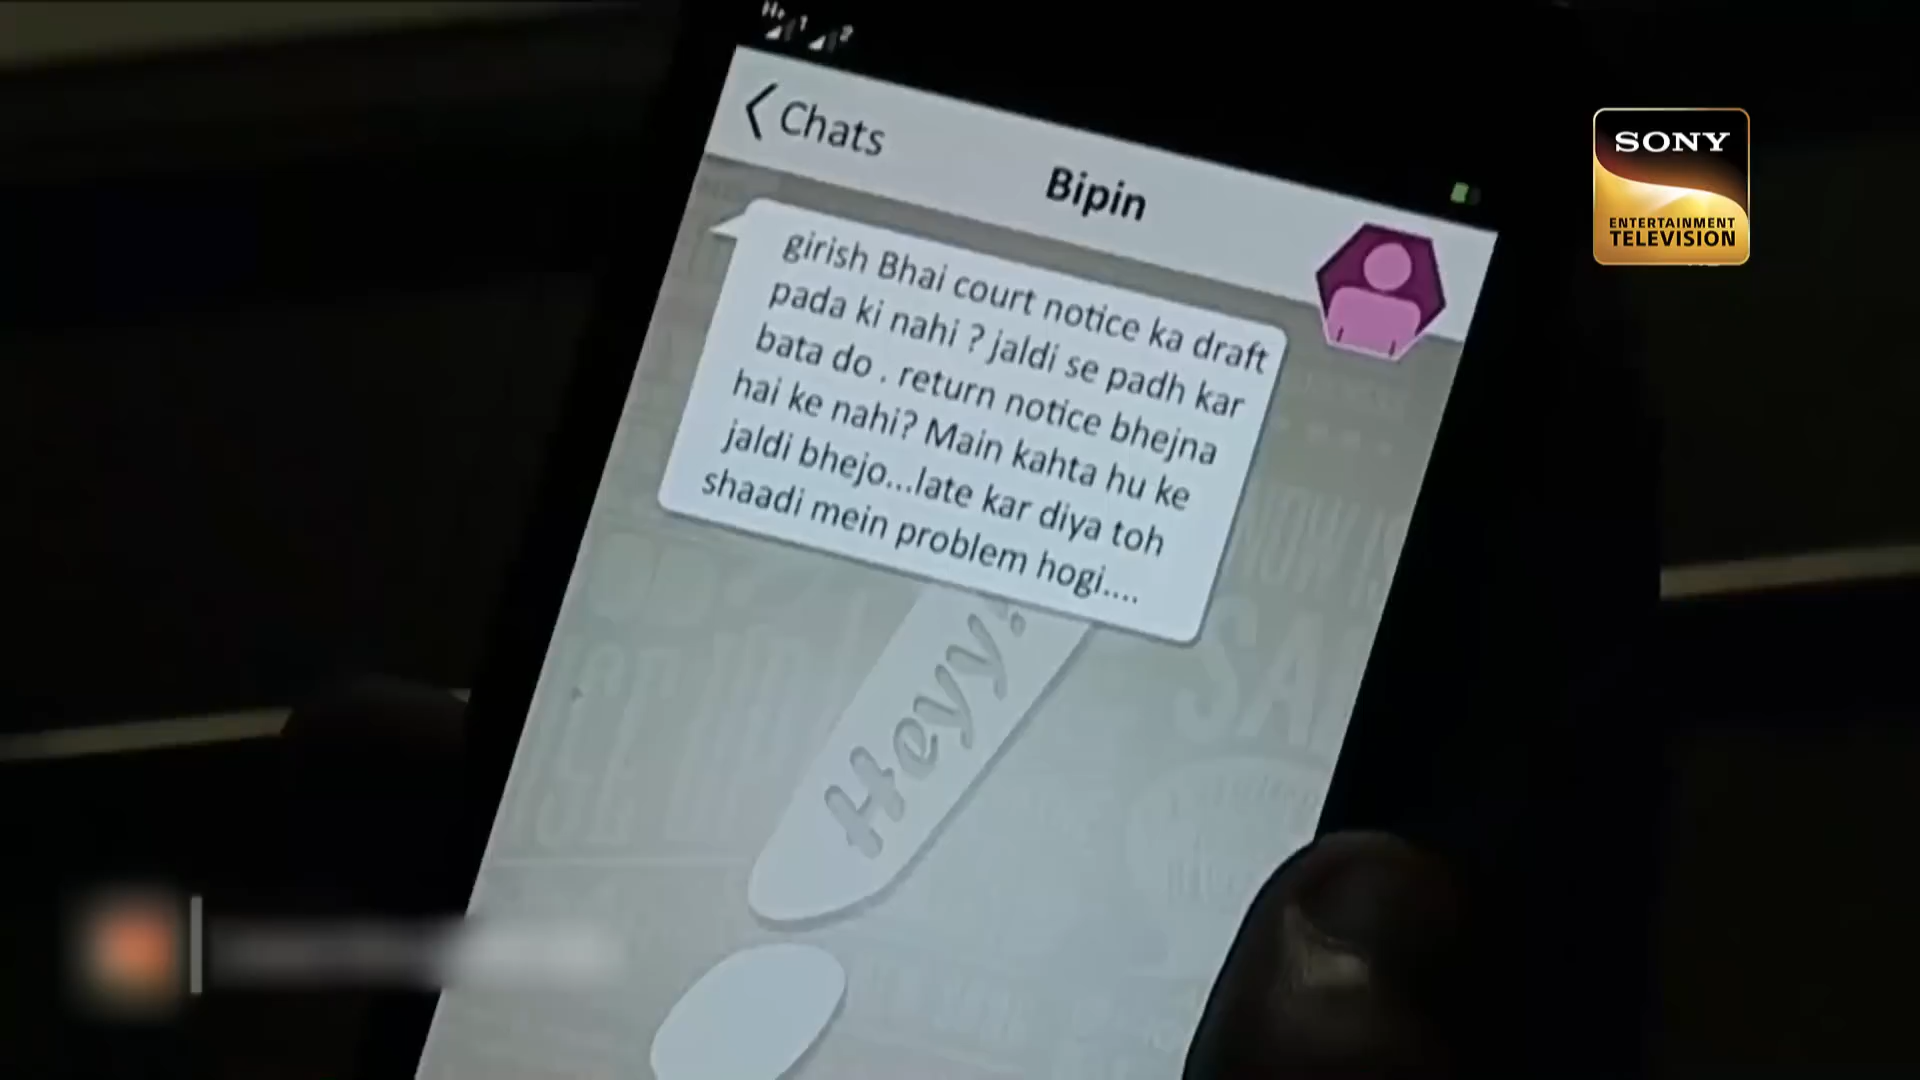 Chats
Bipin
girish Bhai court notice ka draft
pada ki nahi ? jaldi se padh kar
bata do . return notice bhejna
hai ke nahi? Main kahta hu ke
jaldi bhejo...late kar diya toh
shaadi mein problem hogi....
Heyy!
SONY
ENTERTAINMENT
TELEVISION